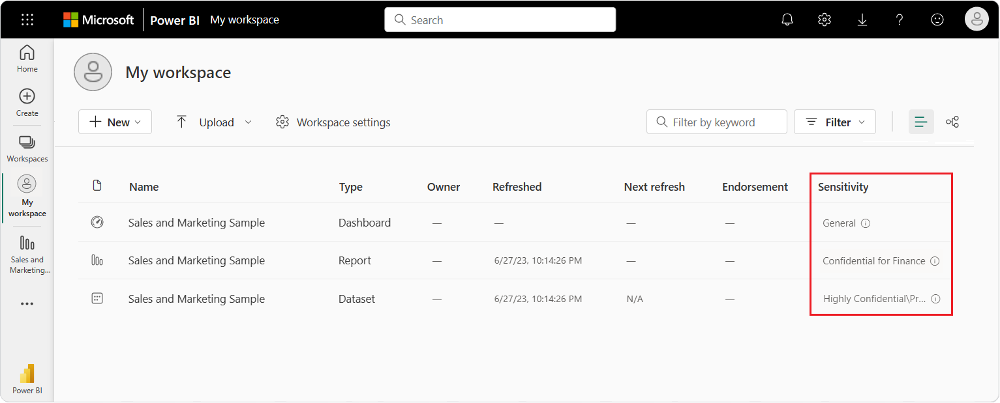 Microsoft Power BI My workspace Search ?
Home
Create
Workspaces
My
workspace
Sales and
Marketing...
Power BI
My workspace
New Upload Workspace settings Filter by keyword Filter
Name Type Owner Refreshed Next refresh Endorsement Sensitivity
Sales and Marketing Sample Dashboard — — — — General
Sales and Marketing Sample Report — 6/27/23, 10:14:26 PM — — Confidential for Finance
Sales and Marketing Sample Dataset — 6/27/23, 10:14:26 PM N/A — Highly Confidential\Pr...